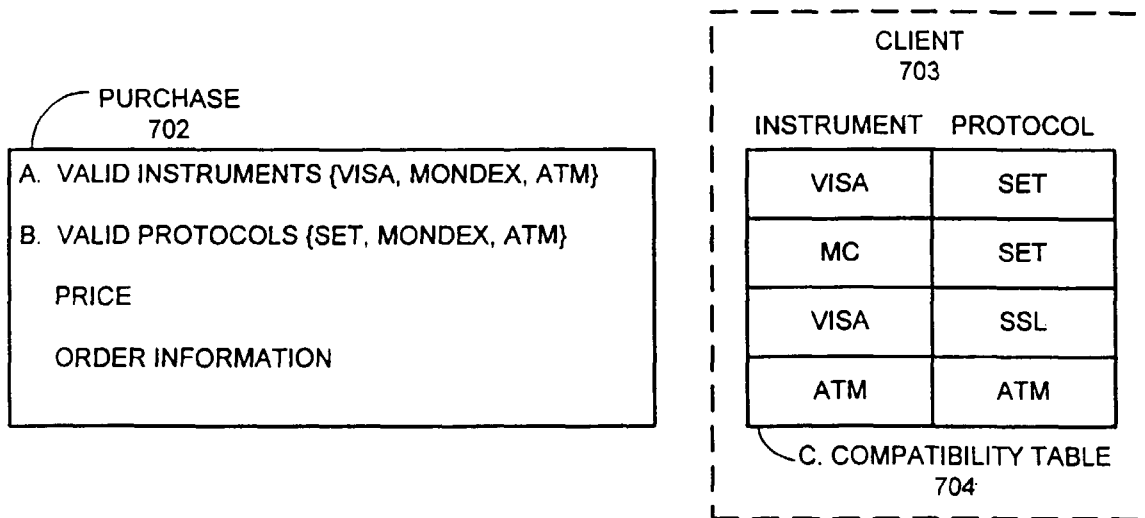 PURCHASE
702
A. VALID INSTRUMENTS {VISA, MONDEX, ATM}
B. VALID PROTOCOLS {SET, MONDEX, ATM}
PRICE
ORDER INFORMATION
CLIENT
703
INSTRUMENT PROTOCOL
VISA SET
MC SET
VISA SSL
ATM ATM
C. COMPATIBILITY TABLE
704